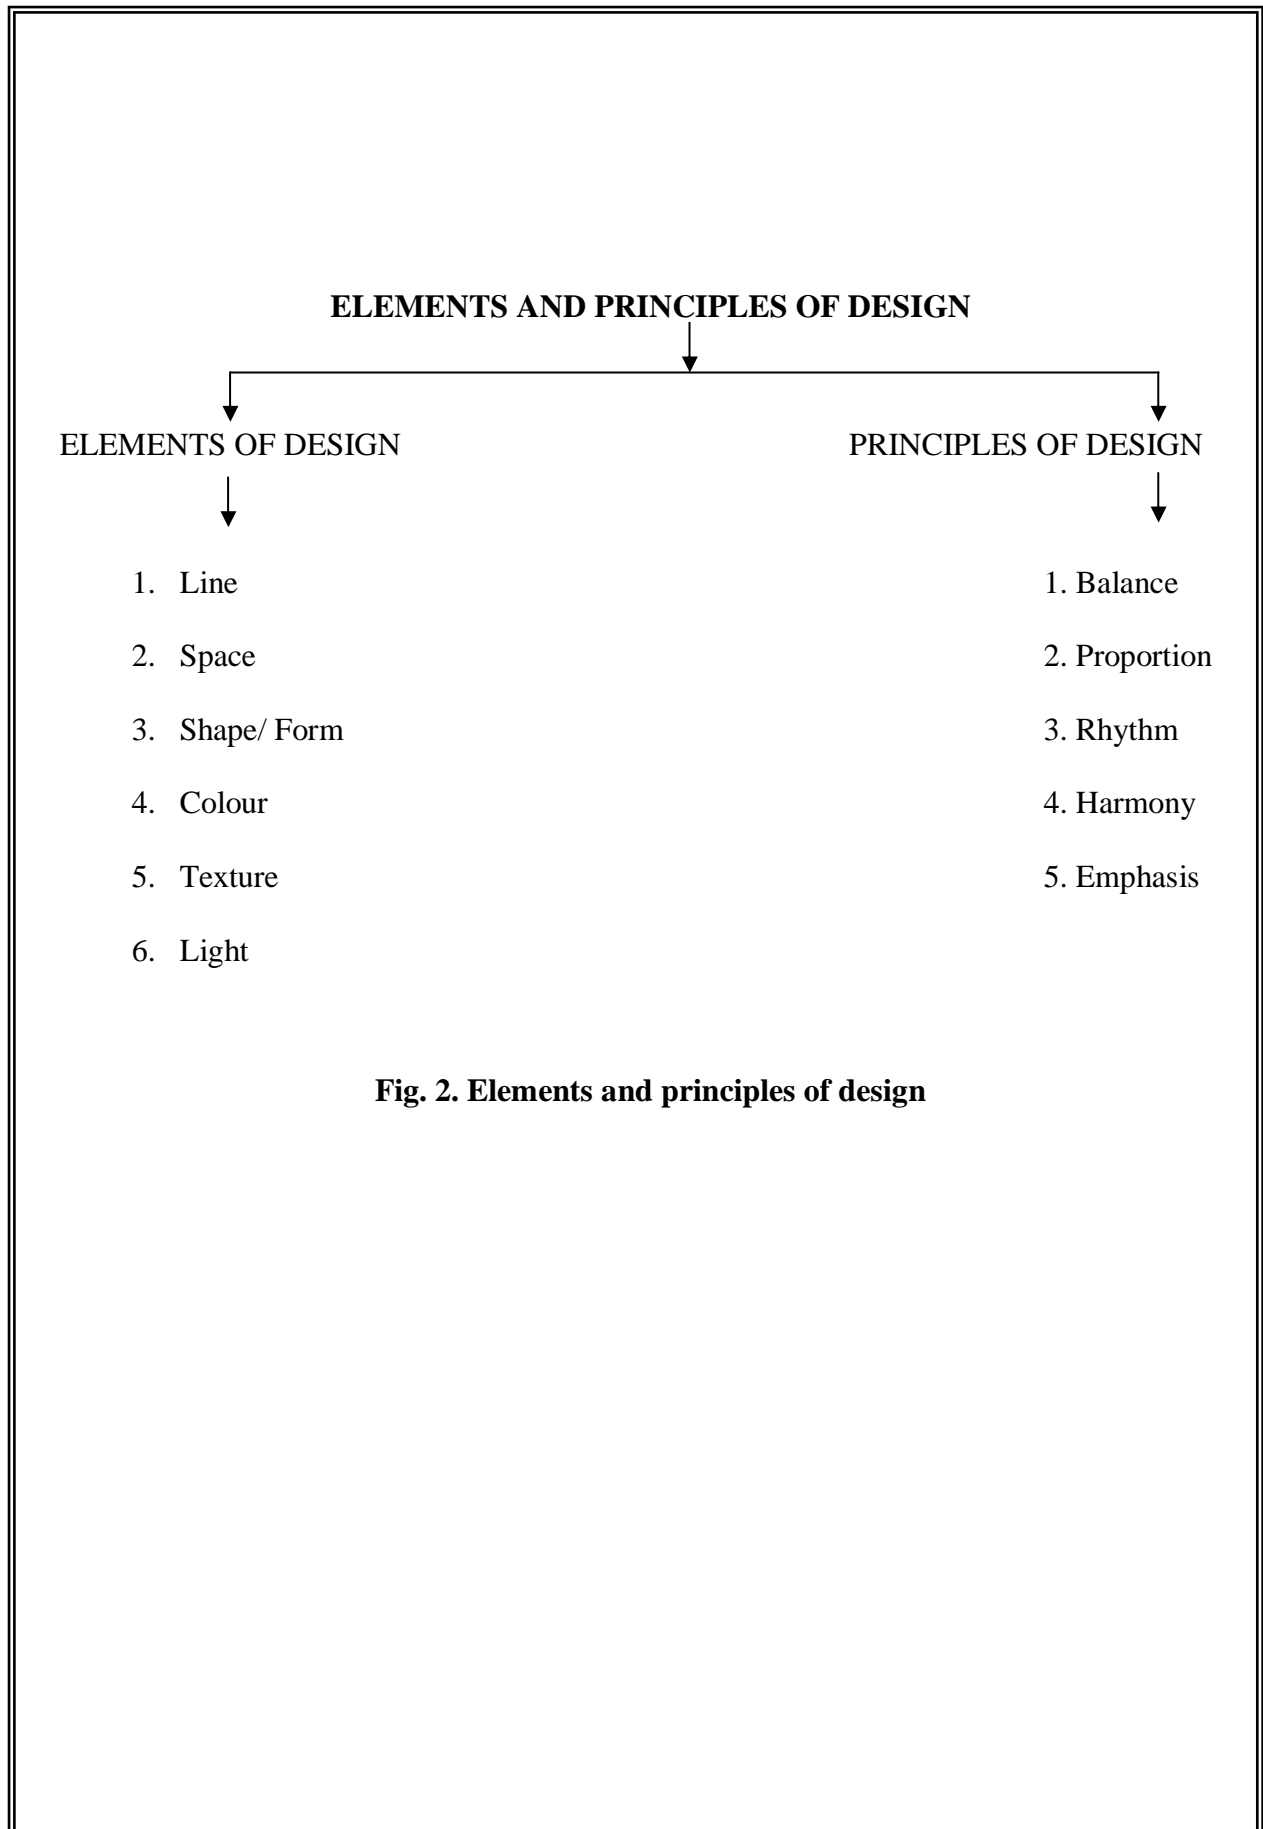 ELEMENTS AND PRINCIPLES OF DESIGN
ELEMENTS OF DESIGN
PRINCIPLES OF DESIGN
1. Line
2. Space
3. Shape/ Form
4. Colour
5. Texture
6. Light
1. Balance
2. Proportion
3. Rhythm
4. Harmony
5. Emphasis
Fig. 2. Elements and principles of design